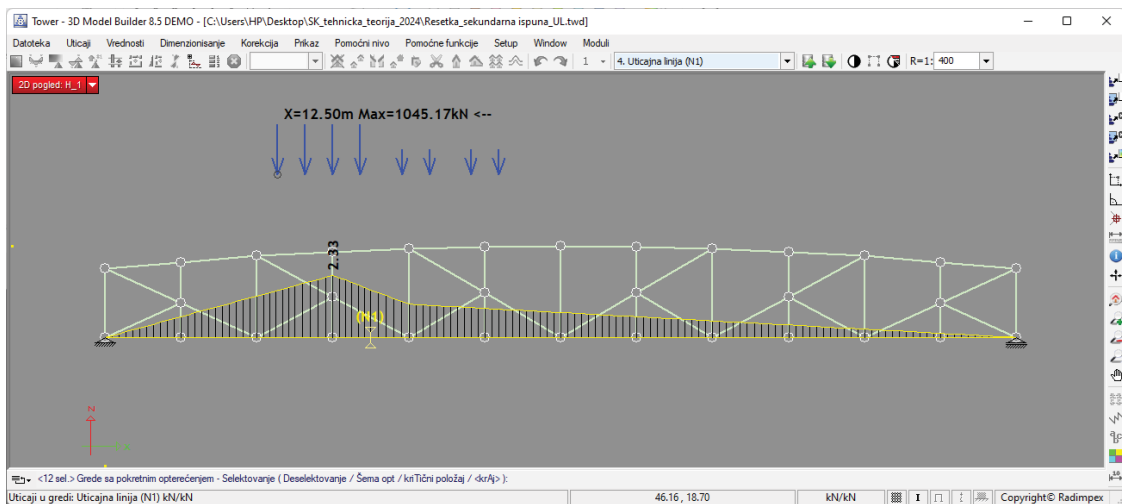 Tower - 3D Model Builder 8.5 DEMO - [C:\Users\HP\Desktop\SK_tehnicka_teorija_2024\Resetka_sekundarna ispuna_UL.twd]
Datoteka Uticaji Vrednosti Dimenzionisanje Korekcija Prikaz Pomoćni nivo Pomoćne funkcije Setup Window Moduli
1 4. Uticajna linija (N1) R=1: 400
2D pogled: H_1
X=12.50m Max=1045.17kN <--
2.33
(N1)
N
<12 sel.> Grede sa pokretnim opterećenjem - Selektovanje ( Deselektovanje / Šema opt / kriTični položaj / <krAj> ):
Uticaji u gredi: Uticajna linija (N1) kN/kN 46.16 , 18.70 kN/kN I Copyright© Radimpex